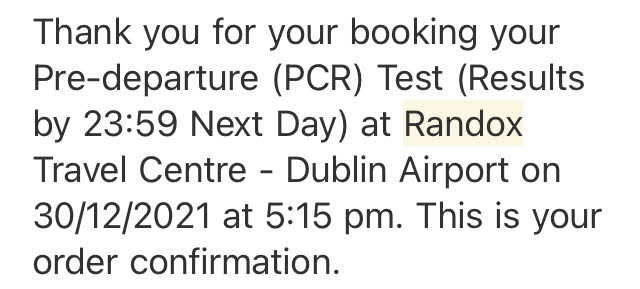 Thank you for your booking your
Pre-departure (PCR) Test (Results
by 23:59 Next Day) at Randox
Travel Centre - Dublin Airport on
30/12/2021 at 5:15 pm. This is your
order confirmation.